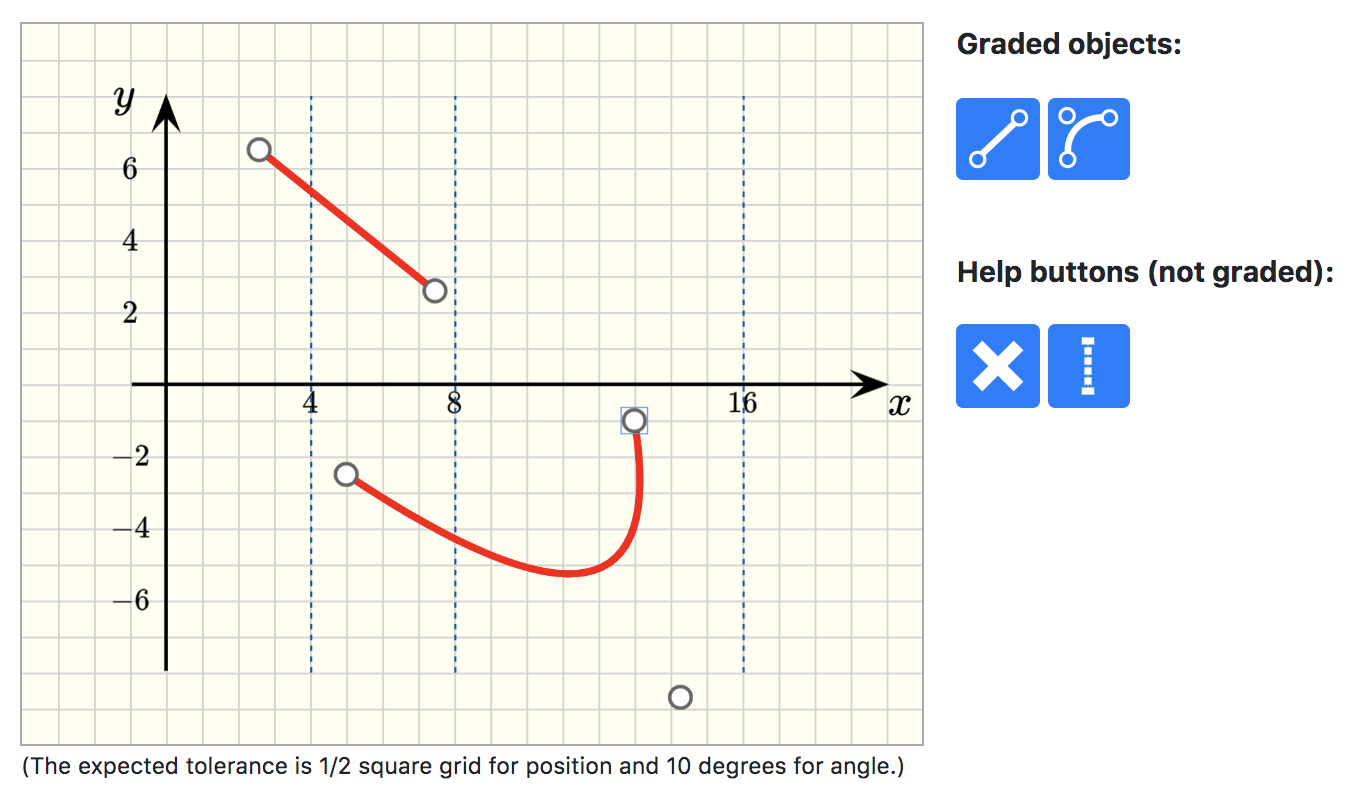 y
6
4
2
4
8
16
x
−2
−4
−6
(The expected tolerance is 1/2 square grid for position and 10 degrees for angle.)
Graded objects:
Help buttons (not graded):